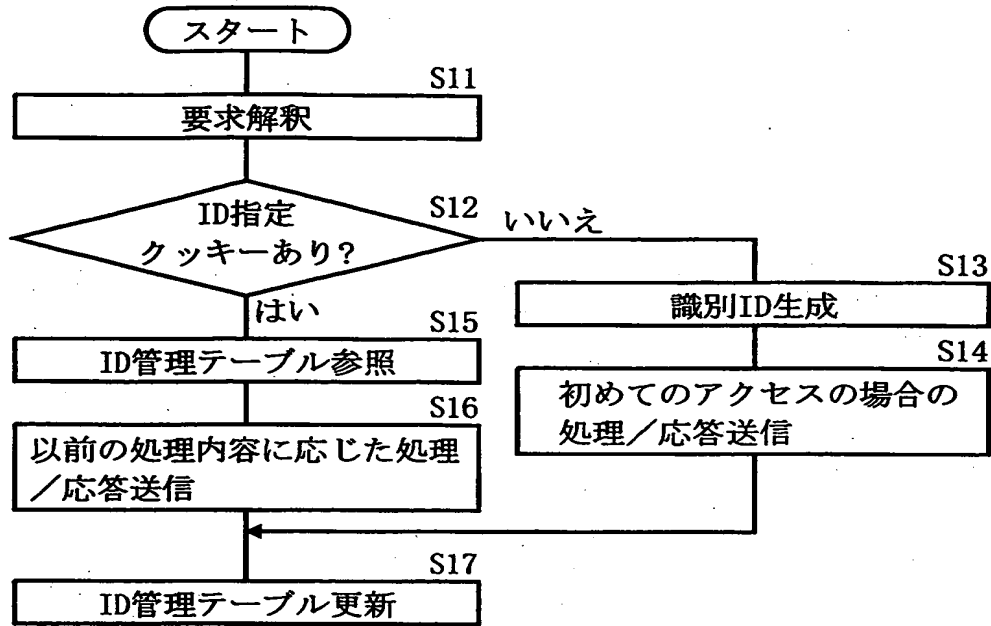 スタート
S11
要求解釈
S12
ID指定
クッキーあり?
いいえ
はい
S13
識別ID生成
S14
初めてのアクセスの場合の
処理/応答送信
S15
ID管理テーブル参照
S16
以前の処理内容に応じた処理
/応答送信
S17
ID管理テーブル更新